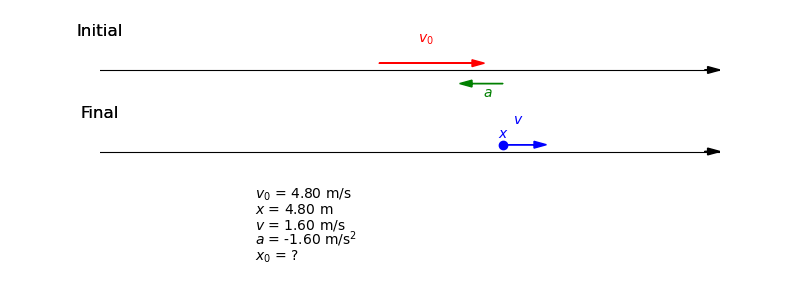 Initial
v₀
a
Final
v
x
v₀ = 4.80 m/s
x = 4.80 m
v = 1.60 m/s
a = -1.60 m/s²
x₀ = ?